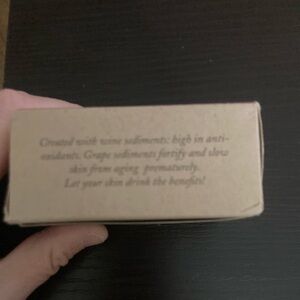 Created with wine sediments: high in anti-
oxidants. Grape sediments fortify and slow
skin from aging prematurely.
Let your skin drink the benefits!